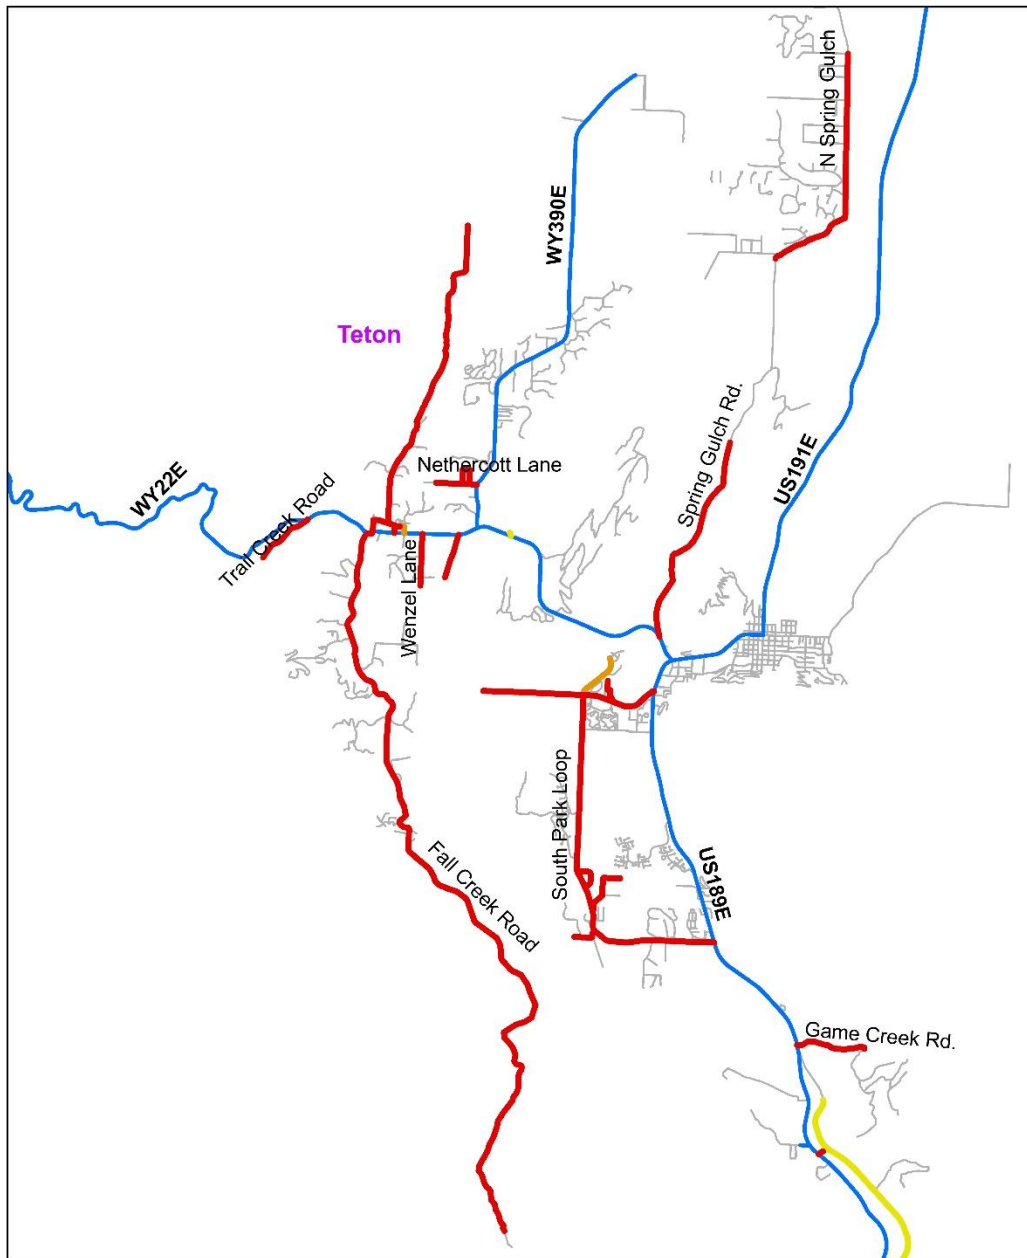 N Spring Gulch
WY390E
Teton
Nethercott Lane
Spring Gulch Rd.
US191E
WY22E
Trail Creek Road
Wenzel Lane
South Park Loop
Fall Creek Road
US189E
Game Creek Rd.